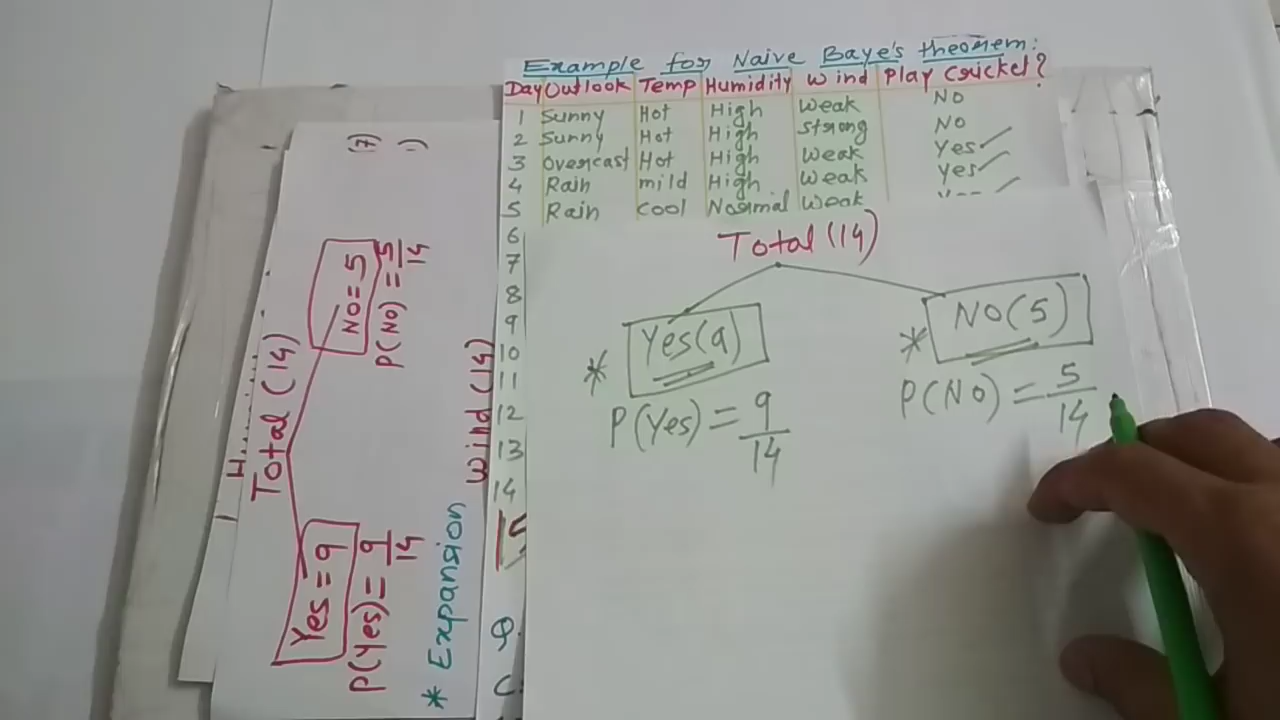 Example for Naive Baye's theorem:
Day Outlook Temp Humidity Wind Play Cricket?
1 Sunny Hot High Weak NO
2 Sunny Hot High Strong NO
3 Overcast Hot High Weak Yes
4 Rain mild High Weak Yes
5 Rain Cool Normal Weak
6
7
8
9
10
11
12
13
14
Total (14)
Yes(9)
NO(5)
* P(Yes) = 9/14
* P(NO) = 5/14
Total (14)
Yes = 9
NO = 5
P(Yes) = 9/14
P(NO) = 5/14
* Expansion
Wind (14)
(7)